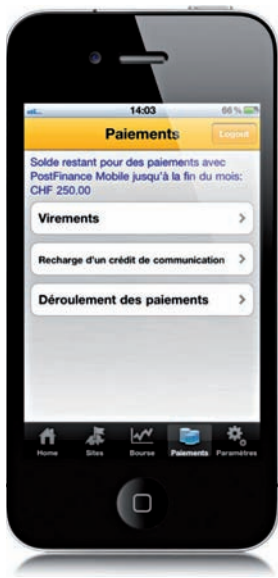 14:03 66 %
Paiements Logout
Solde restant pour des paiements avec
PostFinance Mobile jusqu'à la fin du mois:
CHF 250.00
Virements
Recharge d'un crédit de communication
Déroulement des paiements
Home Sites Bourse Paiements Paramètres